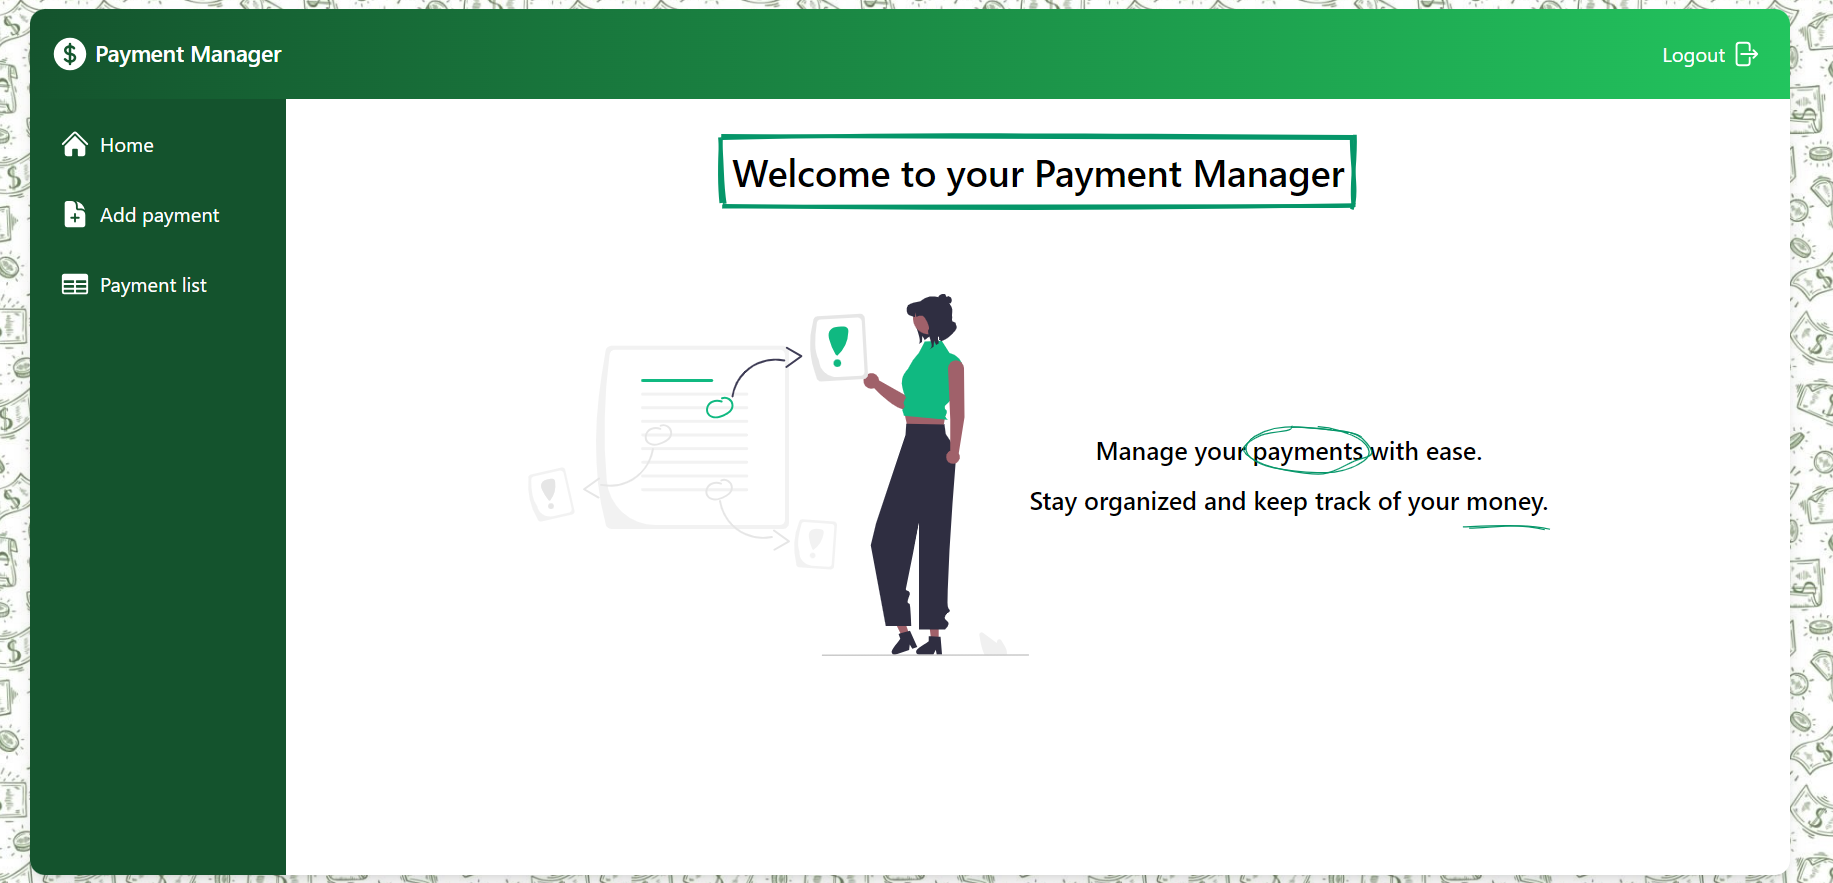 Payment Manager
Logout
Home
Add payment
Payment list
Welcome to your Payment Manager
Manage your payments with ease.
Stay organized and keep track of your money.